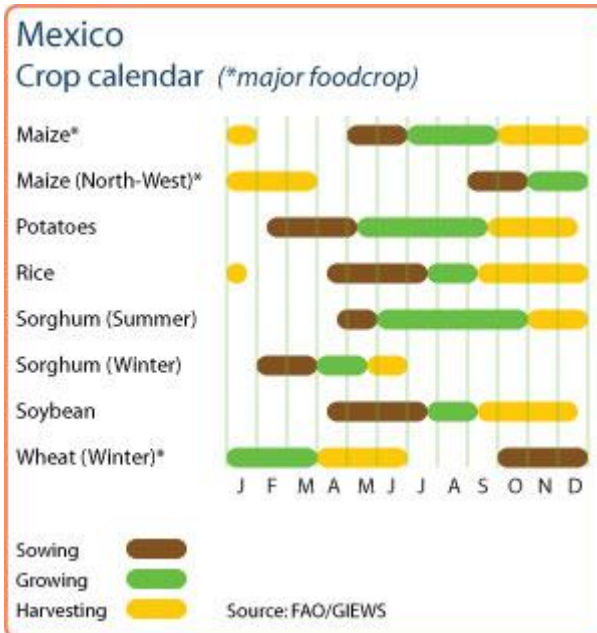 Mexico
Crop calendar (*major foodcrop)
Maize*
Maize (North-West)*
Potatoes
Rice
Sorghum (Summer)
Sorghum (Winter)
Soybean
Wheat (Winter)*
J F M A M J J A S O N D
Sowing
Growing
Harvesting
Source: FAO/GIEWS